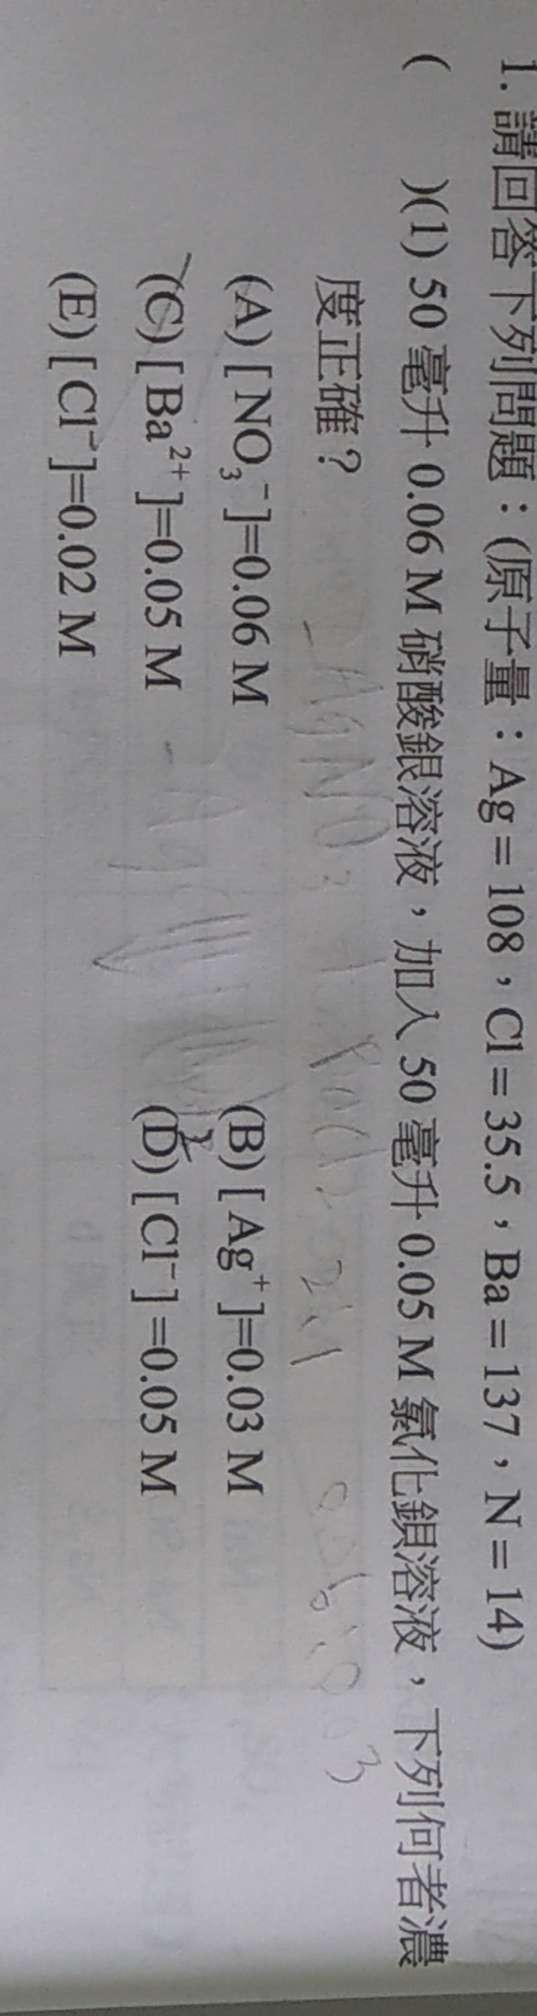 1. 請回答下列問題：(原子量：Ag＝108，Cl＝35.5，Ba＝137，N＝14)
(　　)(1) 50 毫升 0.06 M 硝酸銀溶液，加入 50 毫升 0.05 M 氯化鋇溶液，下列何者濃
度正確？
(A) [NO₃⁻]=0.06 M (B) [Ag⁺]=0.03 M
(C) [Ba²⁺]=0.05 M (D) [Cl⁻]=0.05 M
(E) [Cl⁻]=0.02 M